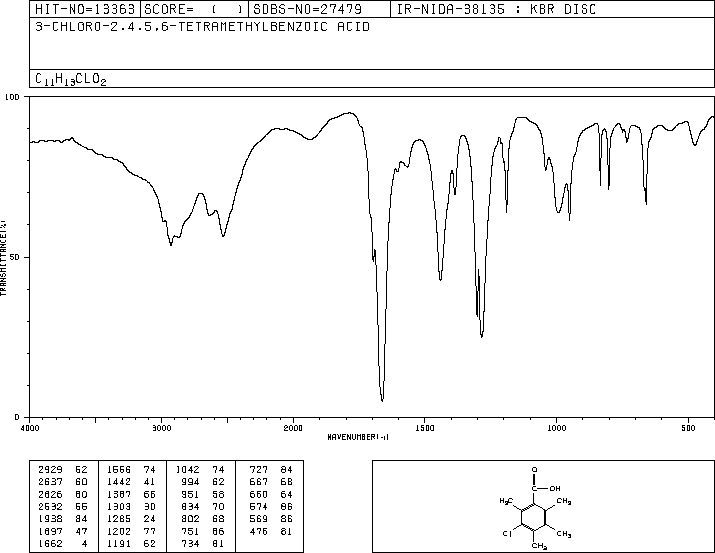 HIT-NO=13363 SCORE= ( ) SDBS-NO=27479 IR-NIDA-38135 : KBR DISC
3-CHLORO-2,4,5,6-TETRAMETHYLBENZOIC ACID
C11H13CLO2
100
50
0
TRANSMITTANCE(%)
4000 3000 2000 1500 1000 500
WAVENUMBER(-1)
2929 52 1566 74 1042 74 727 84
2637 60 1442 41 994 62 667 68
2626 60 1387 66 951 58 660 64
2532 55 1303 30 834 70 574 86
1938 84 1285 24 802 68 569 86
1697 47 1202 77 751 86 476 81
1662 4 1191 62 734 81
O
C OH
H3C CH3
Cl CH3
CH3